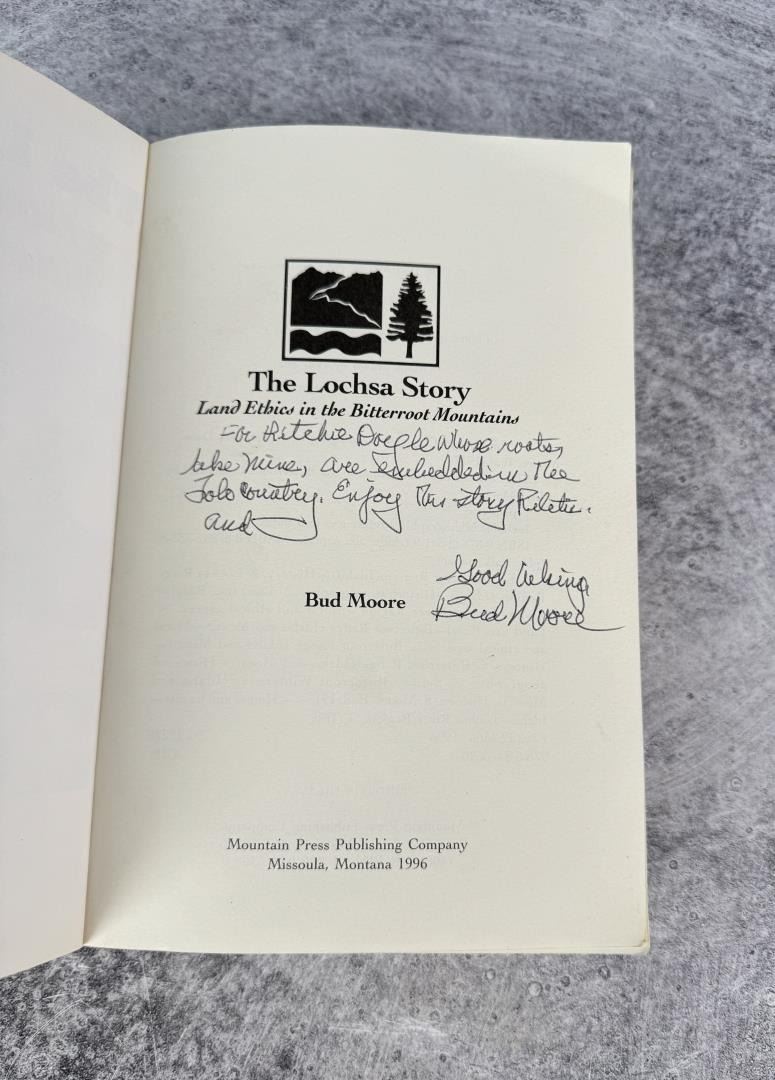 The Lochsa Story
Land Ethics in the Bitterroot Mountains
For Ritchie Doyle whose roots,
like mine, are embedded in the
Lolo Country. Enjoy the story Ritchie.
and
Good
Bud Moore
Bud Moore
Mountain Press Publishing Company
Missoula, Montana 1996